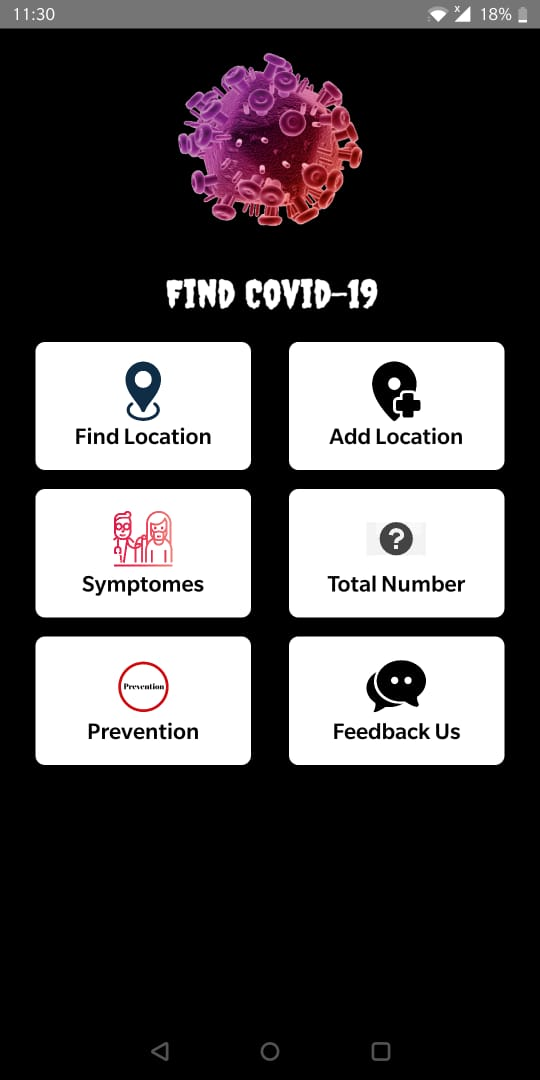 11:30
x
18%
FIND COVID-19
Find Location
Add Location
Symptomes
Total Number
?
Prevention
Prevention
Feedback Us